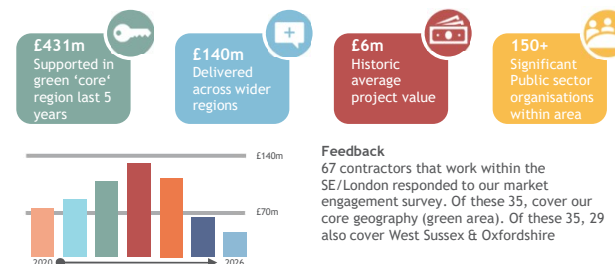 £431m
Supported in
green ‘core‘
region last 5
years
£140m
Delivered
across wider
regions
£6m
Historic
average
project value
150+
Significant
Public sector
organisations
within area
£140m
£70m
2020
2026
Feedback
67 contractors that work within the
SE/London responded to our market
engagement survey. Of these 35, cover our
core geography (green area). Of these 35, 29
also cover West Sussex & Oxfordshire